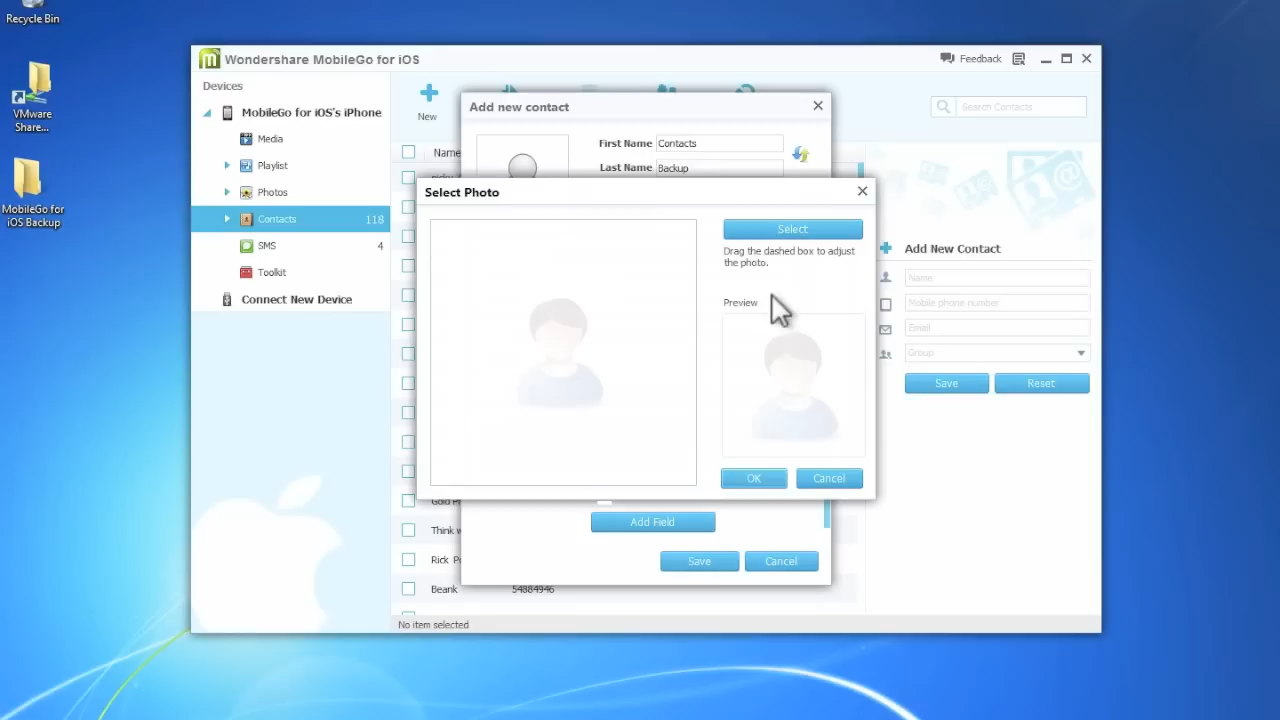 Recycle Bin
VMware
Share...
MobileGo for
iOS Backup
Wondershare MobileGo for iOS
Feedback
Devices
MobileGo for iOS's iPhone
Media
Playlist
Photos
Contacts 118
SMS 4
Toolkit
Connect New Device
New
Search Contacts
Name
Add new contact
First Name Contacts
Last Name Backup
Select Photo
Select
Drag the dashed box to adjust
the photo.
Preview
OK Cancel
Add Field
Save Cancel
Add New Contact
Name
Mobile phone number
Email
Group
Save Reset
Think
Rick
Beank 54884946
No item selected